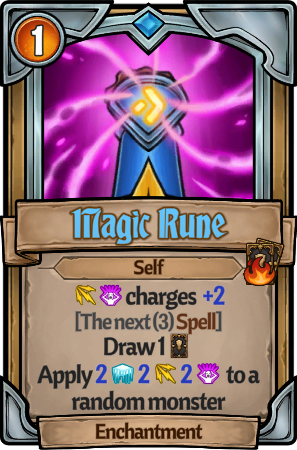 1
Magic Rune
Self
charges +2
[The next (3) Spell]
Draw 1
Apply 2 2 2 to a
random monster
Enchantment